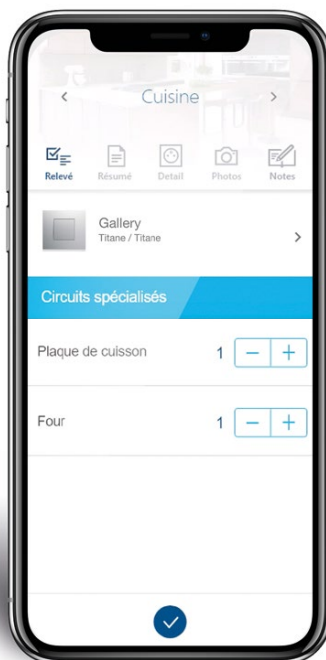 Cuisine
Relevé
Résumé
Detail
Photos
Notes
Gallery
Titane / Titane
Circuits spécialisés
Plaque de cuisson
1
Four
1